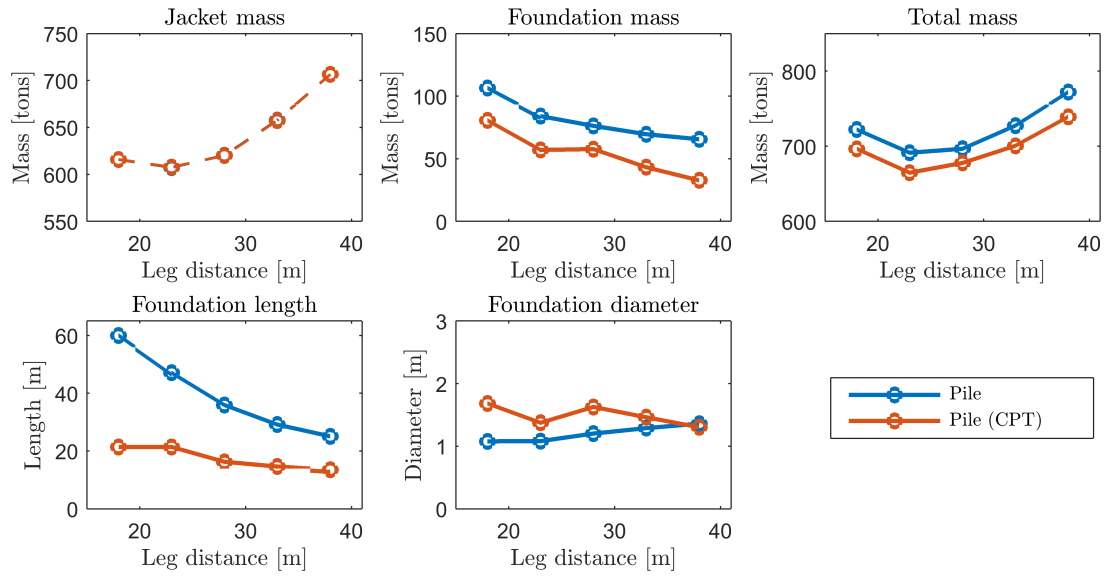 Jacket mass
Mass [tons]
750
700
650
600
550
20
30
40
Leg distance [m]
Foundation mass
Mass [tons]
150
100
50
0
20
30
40
Leg distance [m]
Total mass
Mass [tons]
800
700
600
20
30
40
Leg distance [m]
Foundation length
Length [m]
60
40
20
0
20
30
40
Leg distance [m]
Foundation diameter
Diameter [m]
3
2
1
0
20
30
40
Leg distance [m]
Pile
Pile (CPT)